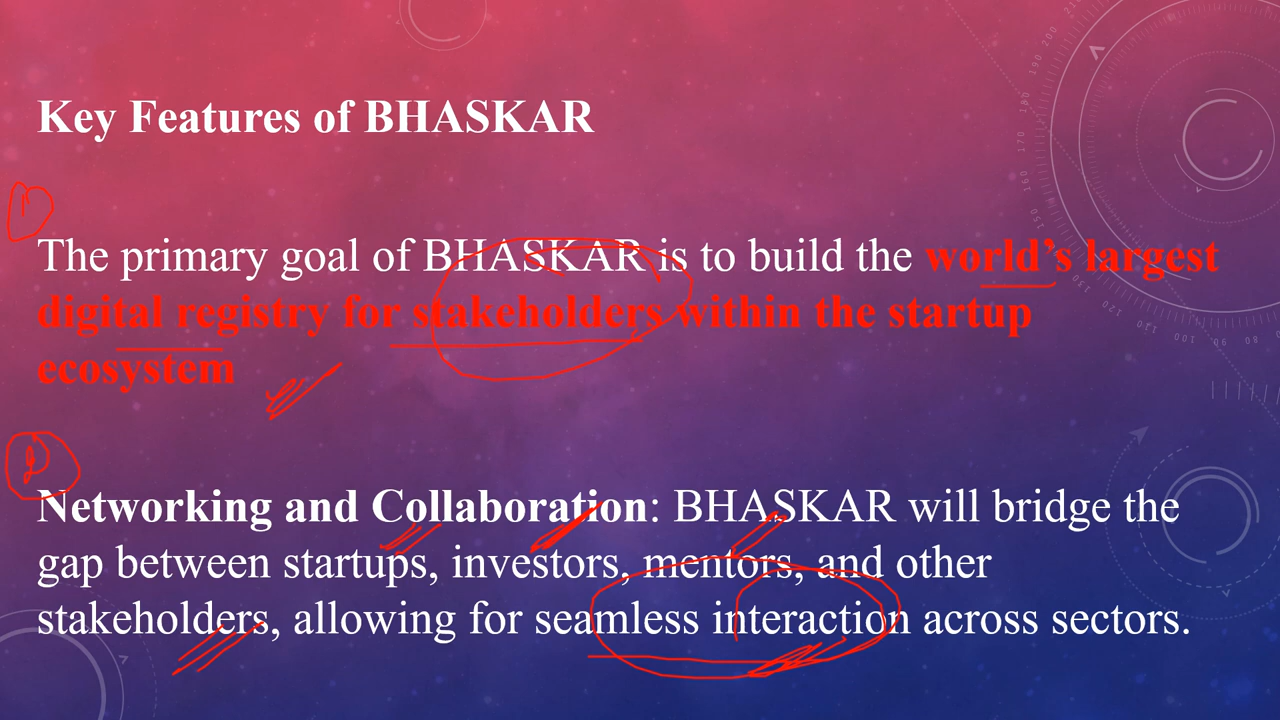 Key Features of BHASKAR
1
The primary goal of BHASKAR is to build the world's largest
digital registry for stakeholders within the startup
ecosystem
2
Networking and Collaboration: BHASKAR will bridge the
gap between startups, investors, mentors, and other
stakeholders, allowing for seamless interaction across sectors.